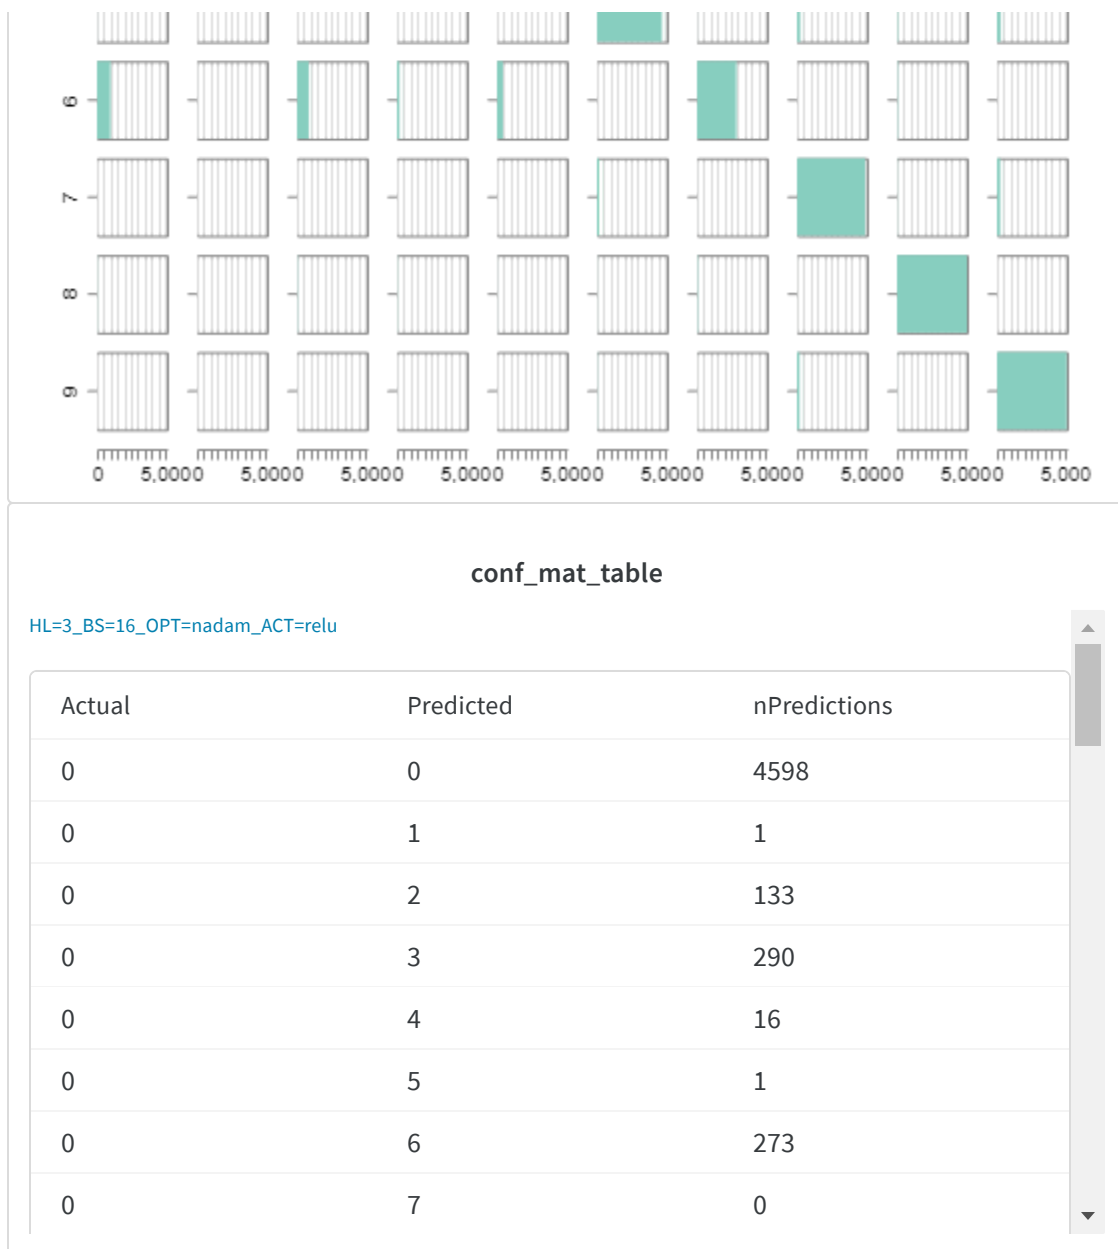 6
7
8
9
0 5,0000 5,0000 5,0000 5,0000 5,0000 5,0000 5,0000 5,0000 5,0000 5,000
conf_mat_table
HL=3_BS=16_OPT=nadam_ACT=relu
Actual Predicted nPredictions
0 0 4598
0 1 1
0 2 133
0 3 290
0 4 16
0 5 1
0 6 273
0 7 0